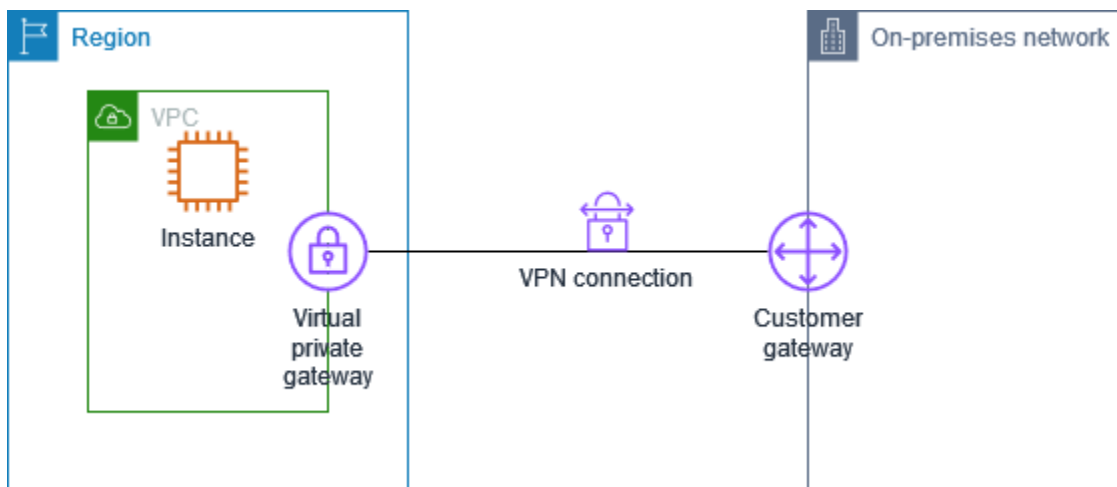 Region
On-premises network
VPC
Instance
VPN connection
Virtual
private
gateway
Customer
gateway